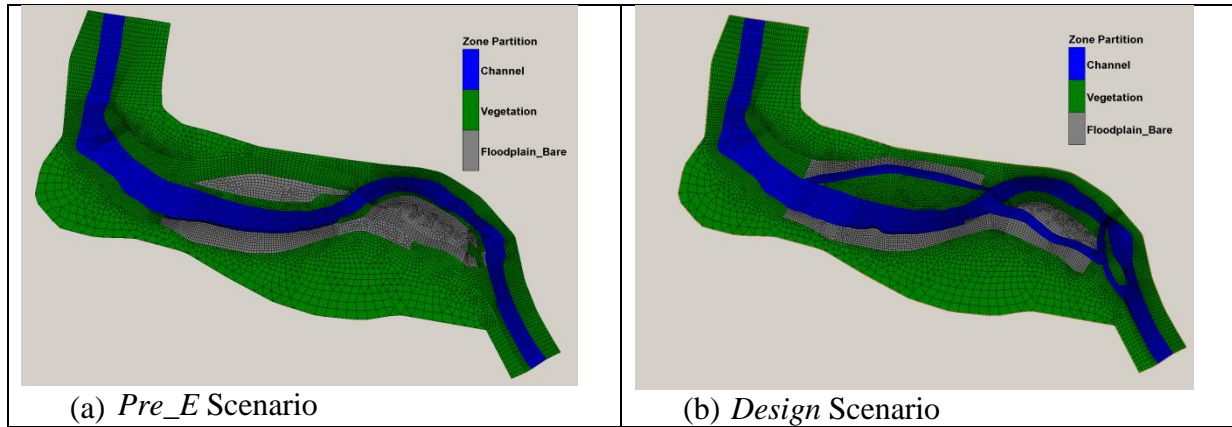 Zone Partition
Channel
Vegetation
Floodplain_Bare
(a) Pre_E Scenario
Zone Partition
Channel
Vegetation
Floodplain_Bare
(b) Design Scenario